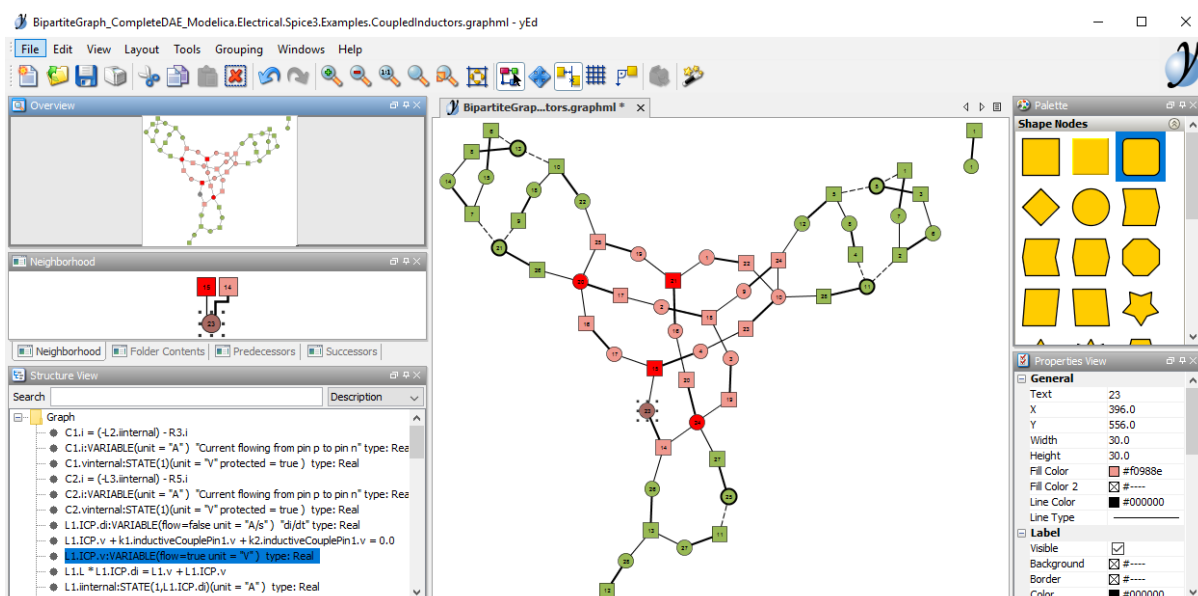 BipartiteGraph_CompleteDAE_Modelica.Electrical.Spice3.Examples.CoupledInductors.graphml - yEd
File Edit View Layout Tools Grouping Windows Help
Overview
BipartiteGrap...tors.graphml *
Palette
Shape Nodes
Neighborhood
15 14
23
Neighborhood Folder Contents Predecessors Successors
Structure View
Search Description
Graph
C1.i = (-L2.iinternal) - R3.i
C1.i:VARIABLE(unit = "A" ) "Current flowing from pin p to pin n" type: Rea
C1.vinternal:STATE(1)(unit = "V" protected = true ) type: Real
C2.i = (-L3.iinternal) - R5.i
C2.i:VARIABLE(unit = "A" ) "Current flowing from pin p to pin n" type: Rea
C2.vinternal:STATE(1)(unit = "V" protected = true ) type: Real
L1.ICP.di:VARIABLE(flow=false unit = "A/s" ) "di/dt" type: Real
L1.ICP.v + k1.inductiveCouplePin1.v + k2.inductiveCouplePin1.v = 0.0
L1.ICP.v:VARIABLE(flow=true unit = "V" ) type: Real
L1.L * L1.ICP.di = L1.v + L1.ICP.v
L1.iinternal:STATE(1,L1.ICP.di)(unit = "A" ) type: Real
Properties View
General
Text 23
X 396.0
Y 556.0
Width 30.0
Height 30.0
Fill Color #f0988e
Fill Color 2 #----
Line Color #000000
Line Type
Label
Visible
Background #----
Border #----
Color #000000